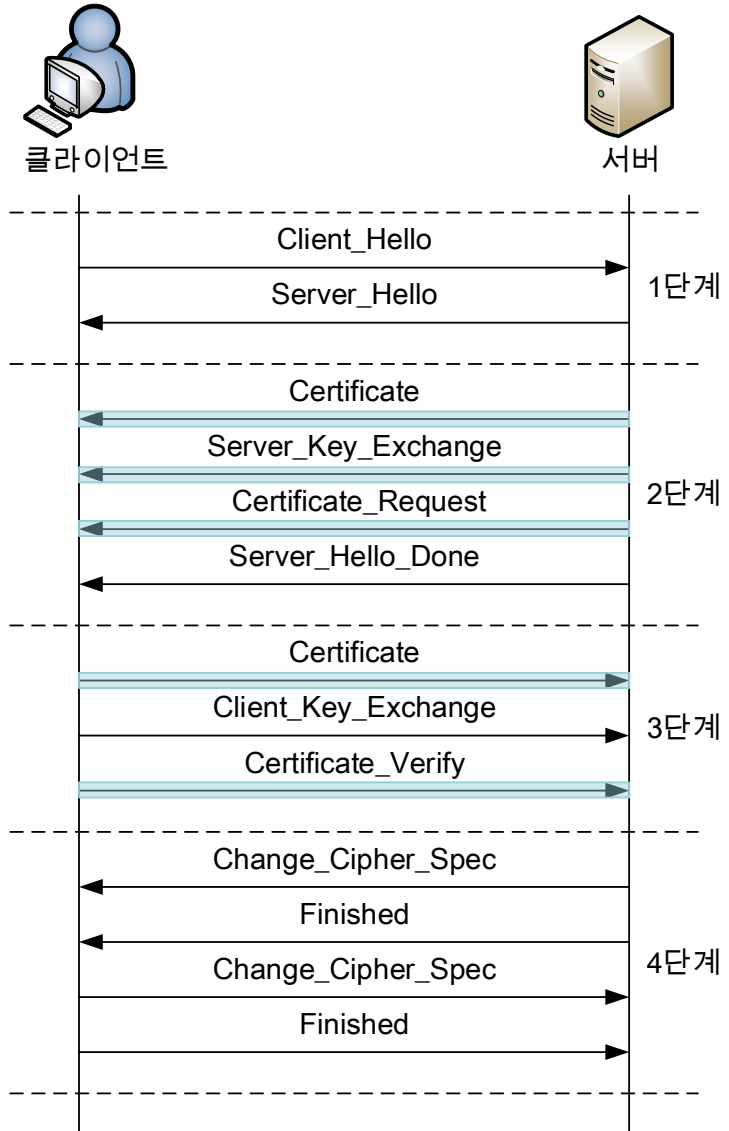 클라이언트
서버
Client_Hello
Server_Hello
1단계
Certificate
Server_Key_Exchange
Certificate_Request
Server_Hello_Done
2단계
Certificate
Client_Key_Exchange
Certificate_Verify
3단계
Change_Cipher_Spec
Finished
Change_Cipher_Spec
Finished
4단계